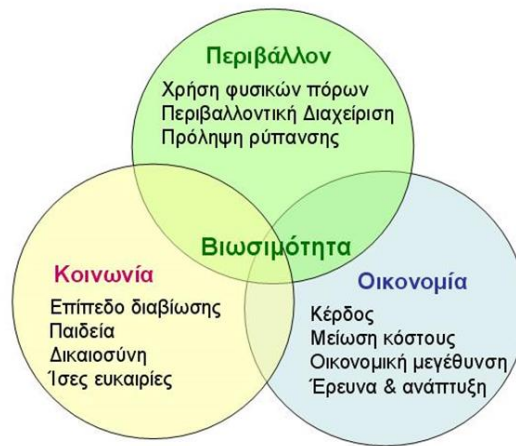 Περιβάλλον
Χρήση φυσικών πόρων
Περιβαλλοντική Διαχείριση
Πρόληψη ρύπανσης
Βιωσιμότητα
Κοινωνία
Επίπεδο διαβίωσης
Παιδεία
Δικαιοσύνη
Ίσες ευκαιρίες
Οικονομία
Κέρδος
Μείωση κόστους
Οικονομική μεγέθυνση
Έρευνα & ανάπτυξη